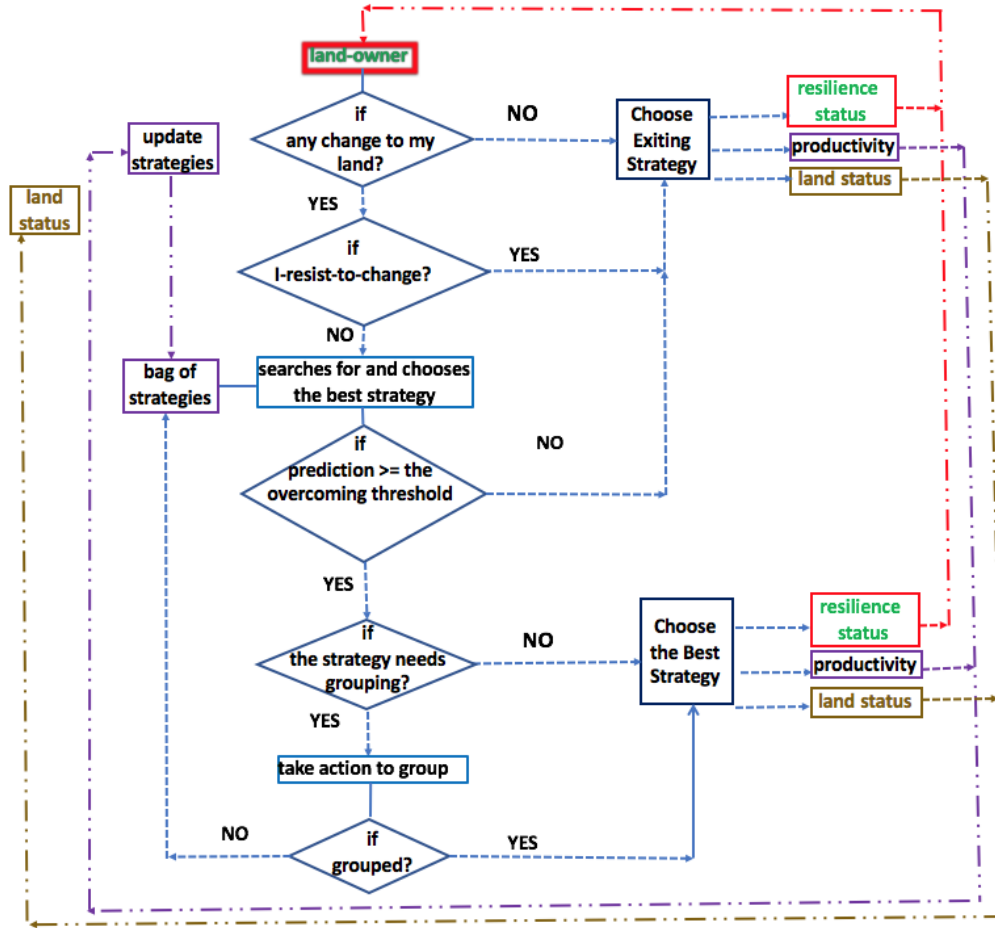 land-owner
if
any change to my
land?
NO
Choose
Exiting
Strategy
resilience
status
productivity
land status
update
strategies
land
status
YES
if
I-resist-to-change?
YES
NO
bag of
strategies
searches for and chooses
the best strategy
if
prediction >= the
overcoming threshold
NO
YES
if
the strategy needs
grouping?
NO
Choose
the Best
Strategy
resilience
status
productivity
land status
YES
take action to group
if
grouped?
NO
YES